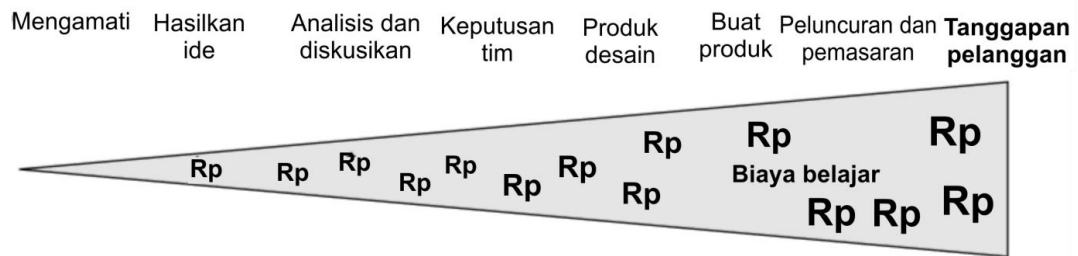 Mengamati
Hasilkan
ide
Analisis dan
diskusikan
Keputusan
tim
Produk
desain
Buat
produk
Peluncuran dan
pemasaran
Tanggapan
pelanggan
Rp
Rp
Rp
Rp
Rp
Rp
Rp
Rp
Rp
Rp
Biaya belajar
Rp
Rp
Rp
Rp